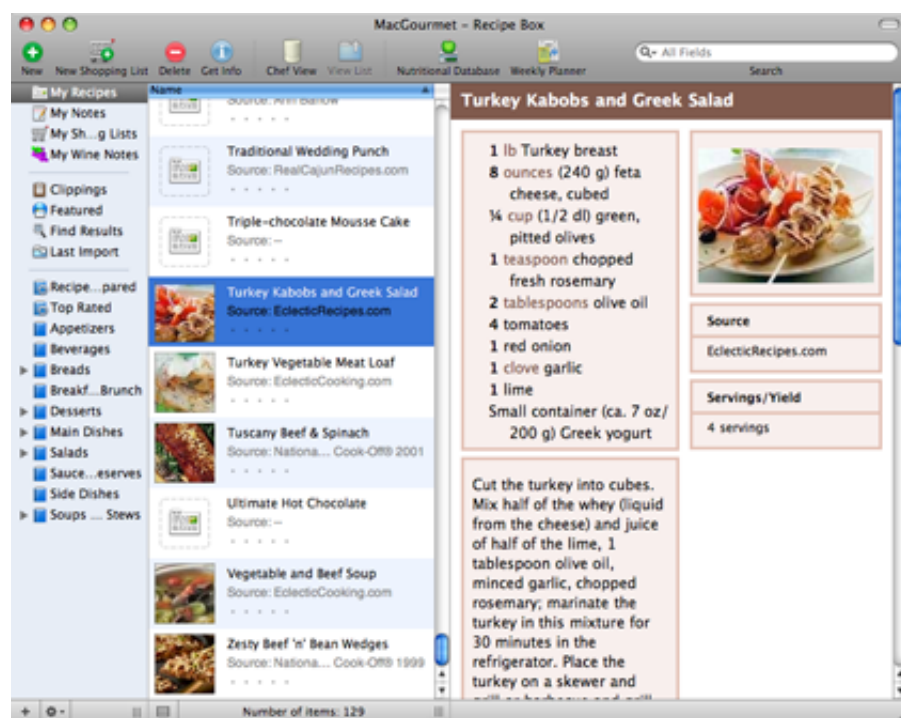 MacGourmet – Recipe Box
New New Shopping List Delete Get Info Chef View View List Nutritional Database Weekly Planner Search
All Fields
My Recipes
My Notes
My Sh...g Lists
My Wine Notes
Clippings
Featured
Find Results
Last Import
Recipe...pared
Top Rated
Appetizers
Beverages
Breads
Breakf...Brunch
Desserts
Main Dishes
Salads
Sauce...eserves
Side Dishes
Soups ... Stews
Name
Source: Ann Barlow
Traditional Wedding Punch
Source: RealCajunRecipes.com
Triple-chocolate Mousse Cake
Source: --
Turkey Kabobs and Greek Salad
Source: EclecticRecipes.com
Turkey Vegetable Meat Loaf
Source: EclecticCooking.com
Tuscany Beef & Spinach
Source: Nationa... Cook-Off® 2001
Ultimate Hot Chocolate
Source: --
Vegetable and Beef Soup
Source: EclecticCooking.com
Zesty Beef 'n' Bean Wedges
Source: Nationa... Cook-Off® 1999
Number of items: 129
Turkey Kabobs and Greek Salad
1 lb Turkey breast
8 ounces (240 g) feta
cheese, cubed
¼ cup (1/2 dl) green,
pitted olives
1 teaspoon chopped
fresh rosemary
2 tablespoons olive oil
4 tomatoes
1 red onion
1 clove garlic
1 lime
Small container (ca. 7 oz/
200 g) Greek yogurt
Source
EclecticRecipes.com
Servings/Yield
4 servings
Cut the turkey into cubes.
Mix half of the whey (liquid
from the cheese) and juice
of half of the lime, 1
tablespoon olive oil,
minced garlic, chopped
rosemary; marinate the
turkey in this mixture for
30 minutes in the
refrigerator. Place the
turkey on a skewer and